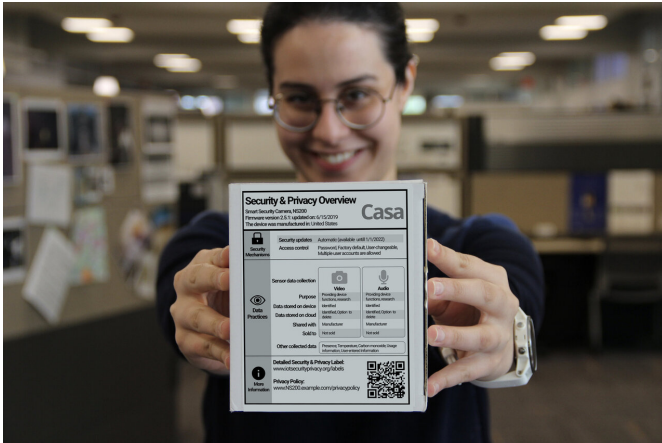 Security & Privacy Overview
Smart Security Camera, NS200
Firmware version 2.5.1: updated on: 6/15/2019
The device was manufactured in: United States
Casa
Security
Mechanisms
Security updates Automatic (available until 1/1/2022)
Access control Password; Factory default; User-changeable,
Multiple user accounts are allowed
Data
Practices
Sensor data collection
Video Audio
Purpose Providing device functions, research Providing device functions, research
Data stored on device Identified Identified
Data stored on cloud Identified, Option to delete Identified, Option to delete
Shared with Manufacturer Manufacturer
Sold to Not sold Not sold
Other collected data Presence, Temperature, Carbon monoxide, Usage
information, User-related information
More
Information
Detailed Security & Privacy Label:
www.iotsecurityprivacy.org/labels
Privacy Policy:
www.NS200.example.com/privacypolicy